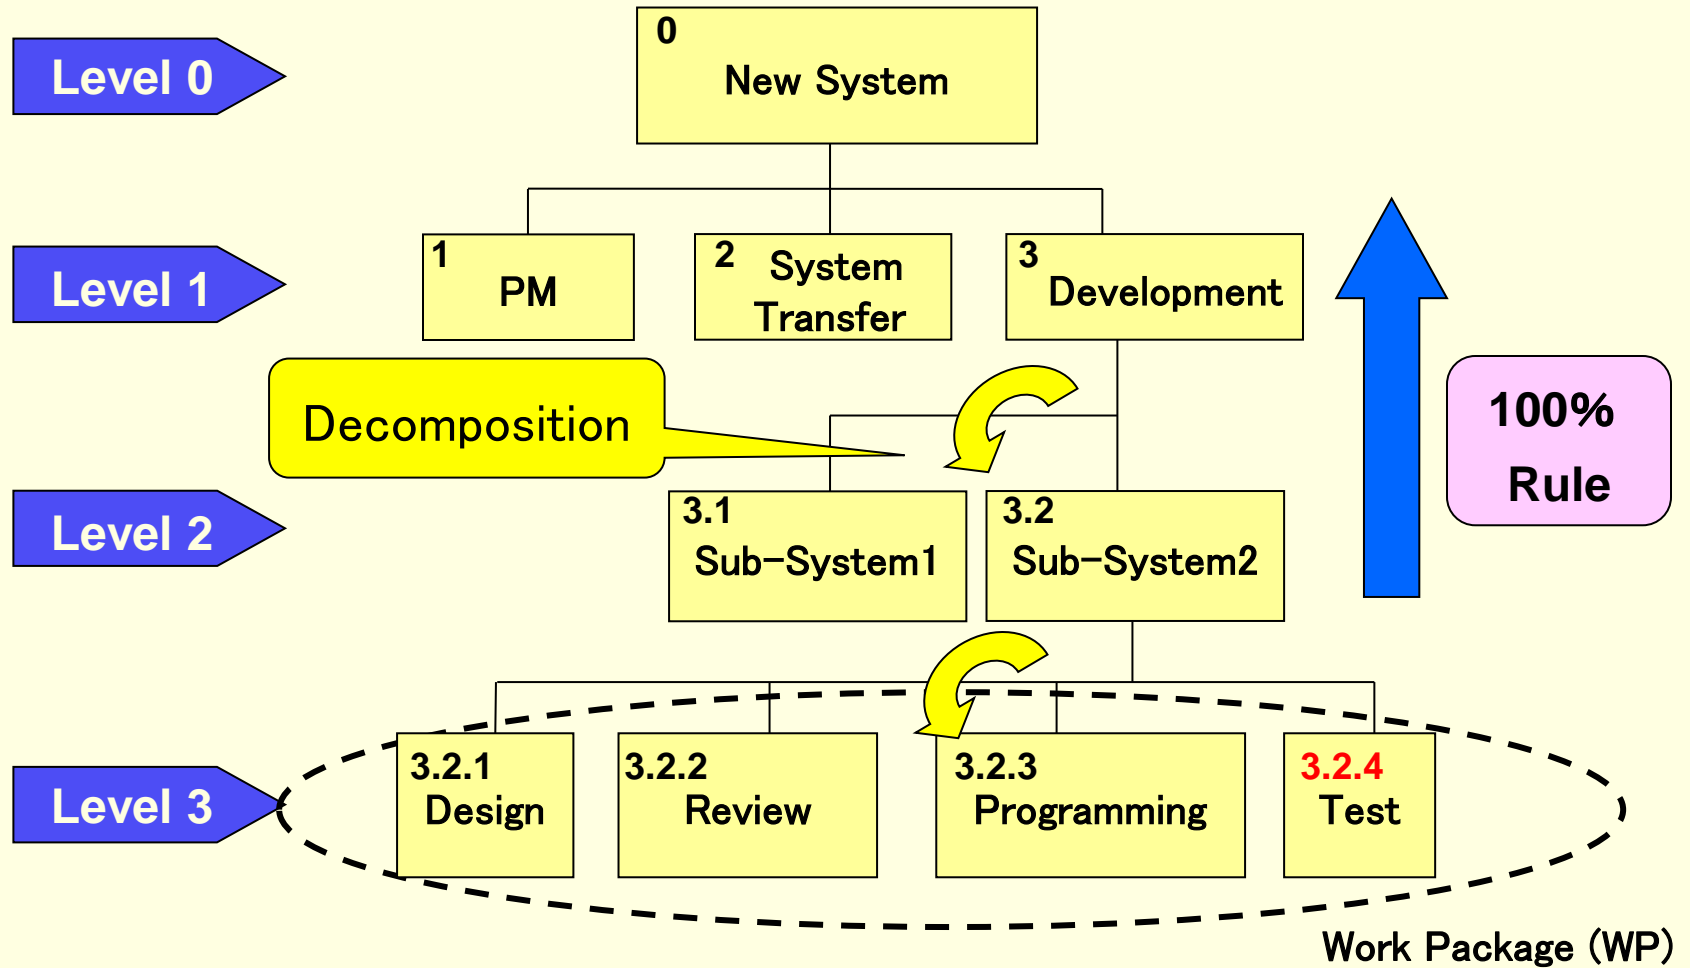 0
Level 0
New System
Level 1
1
PM
2
System
Transfer
3
Development
Decomposition
100%
Rule
Level 2
3.1
Sub-System1
3.2
Sub-System2
Level 3
3.2.1
Design
3.2.2
Review
3.2.3
Programming
3.2.4
Test
Work Package (WP)